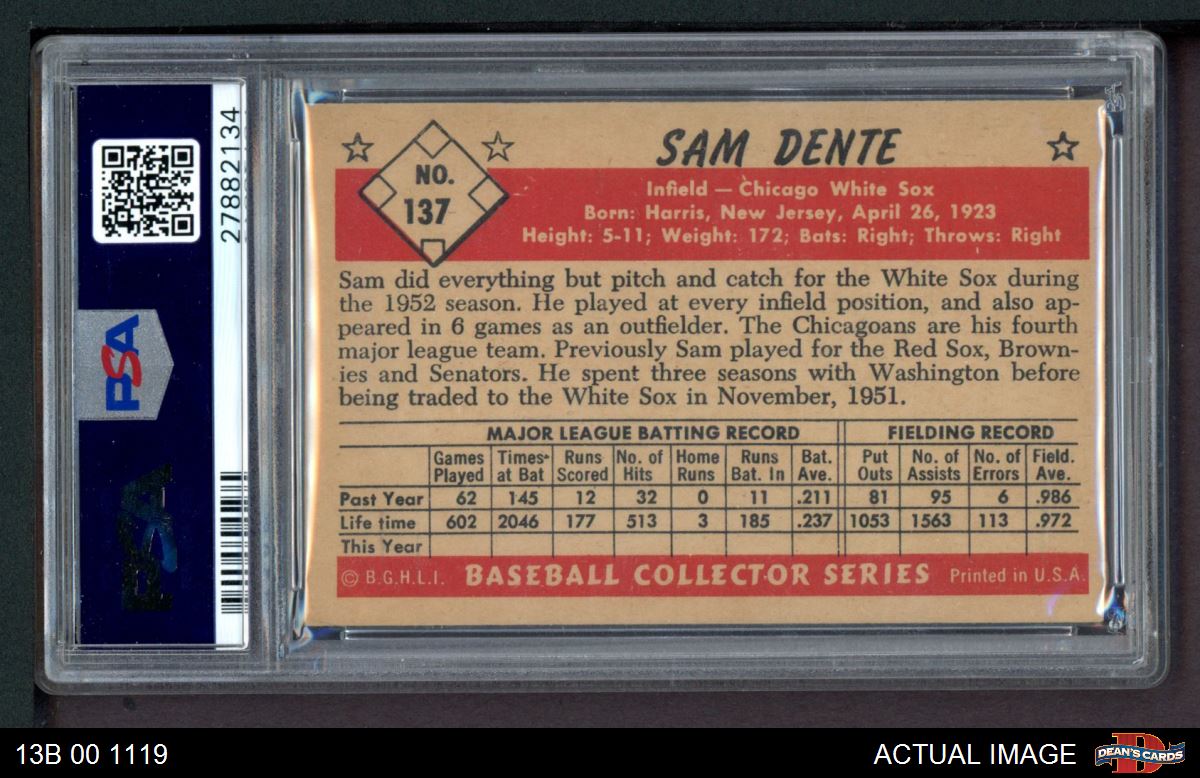 27882134
PSA
PSA
NO.
137
SAM DENTE
Infield — Chicago White Sox
Born: Harris, New Jersey, April 26, 1923
Height: 5-11; Weight: 172; Bats: Right; Throws: Right
Sam did everything but pitch and catch for the White Sox during
the 1952 season. He played at every infield position, and also ap-
peared in 6 games as an outfielder. The Chicagoans are his fourth
major league team. Previously Sam played for the Red Sox, Brown-
ies and Senators. He spent three seasons with Washington before
being traded to the White Sox in November, 1951.
MAJOR LEAGUE BATTING RECORD FIELDING RECORD
Games Times- Runs No. of Home Runs Bat. Put No. of No. of Field.
Played at Bat Scored Hits Runs Bat. In Ave. Outs Assists Errors Ave.
Past Year 62 145 12 32 0 11 .211 81 95 6 .986
Life time 602 2046 177 513 3 185 .237 1053 1563 113 .972
This Year
© B.G.H.L.I. BASEBALL COLLECTOR SERIES Printed in U.S.A.
13B 00 1119 ACTUAL IMAGE DEAN'S CARDS